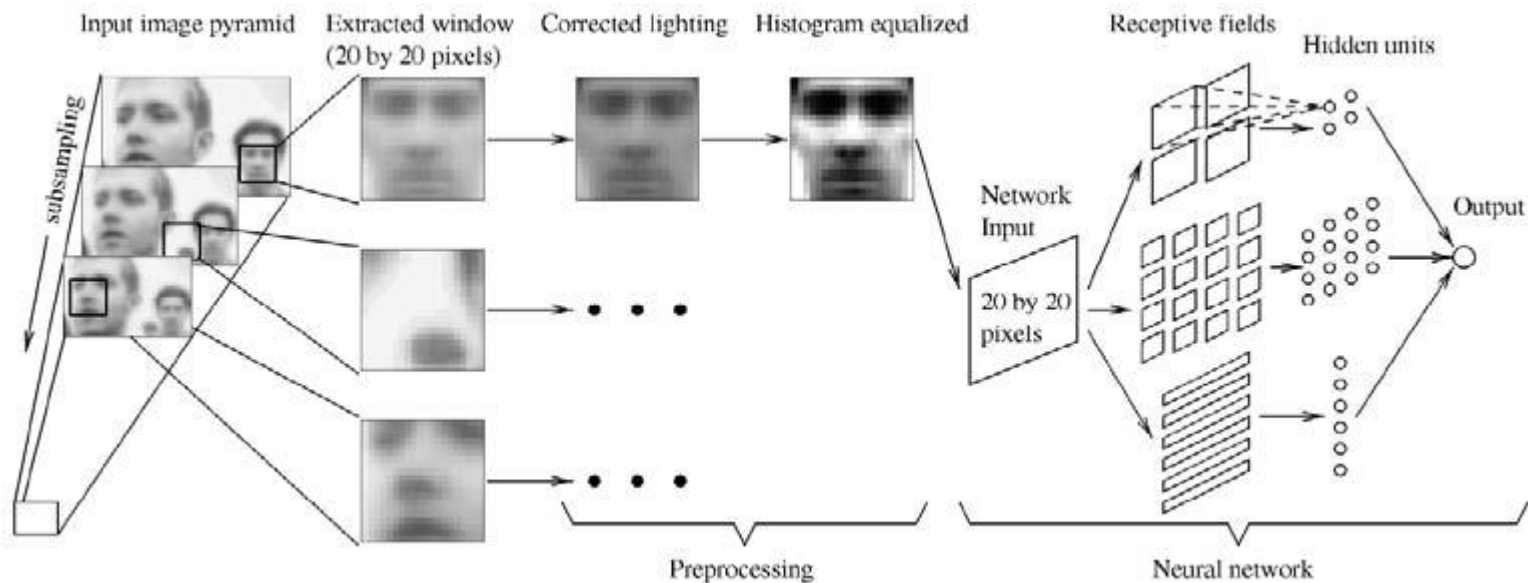 Input image pyramid
Extracted window
(20 by 20 pixels)
Corrected lighting
Histogram equalized
Receptive fields
Hidden units
subsampling
Network
Input
20 by 20
pixels
Output
Preprocessing
Neural network